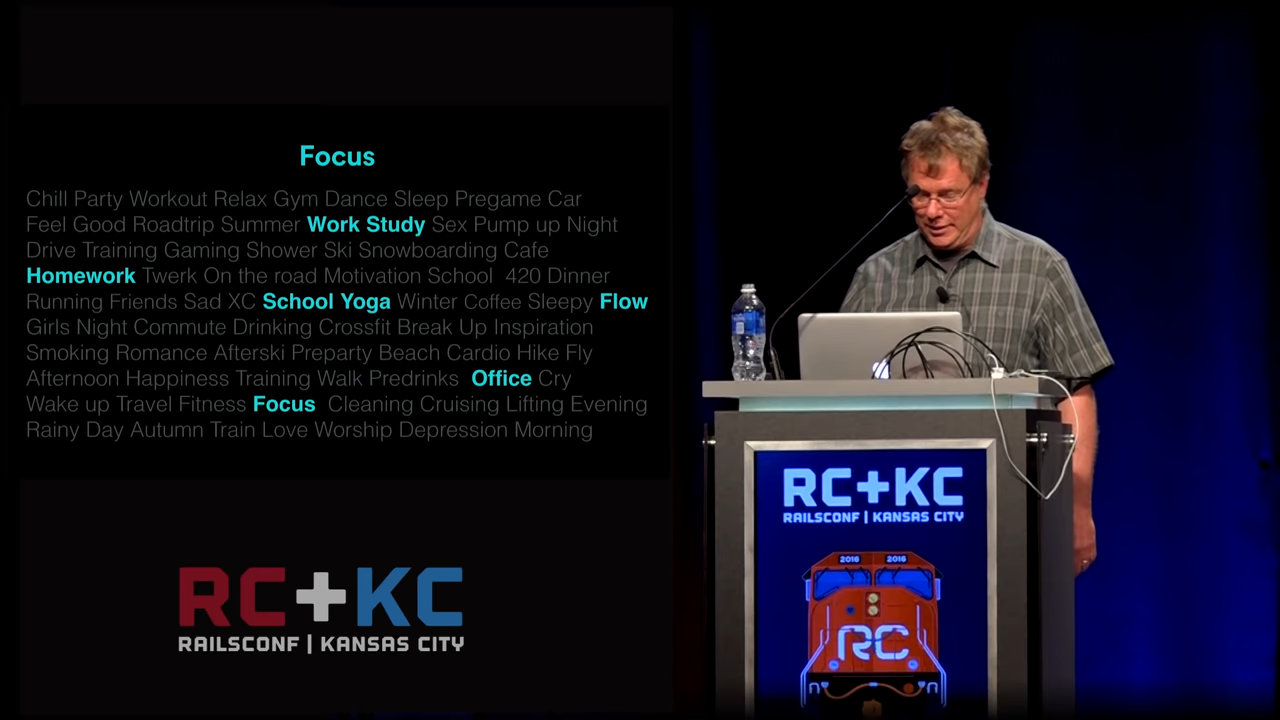 Focus
Chill Party Workout Relax Gym Dance Sleep Pregame Car
Feel Good Roadtrip Summer Work Study Sex Pump up Night
Drive Training Gaming Shower Ski Snowboarding Cafe
Homework Twerk On the road Motivation School 420 Dinner
Running Friends Sad XC School Yoga Winter Coffee Sleepy Flow
Girls Night Commute Drinking Crossfit Break Up Inspiration
Smoking Romance Afterski Preparty Beach Cardio Hike Fly
Afternoon Happiness Training Walk Predrinks Office Cry
Wake up Travel Fitness Focus Cleaning Cruising Lifting Evening
Rainy Day Autumn Train Love Worship Depression Morning
RC+KC
RAILSCONF | KANSAS CITY
RC+KC
RAILSCONF | KANSAS CITY
2016 2016
RC